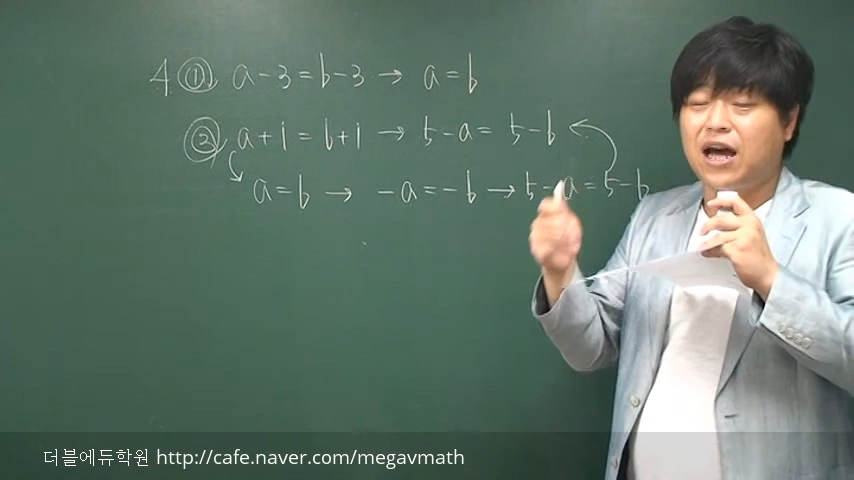 4 ① a-3=b-3 → a=b
② a+1=b+1 → 5-a=5-b
a=b → -a=-b → 5-a=5-b
더블에듀학원 http://cafe.naver.com/megavmath